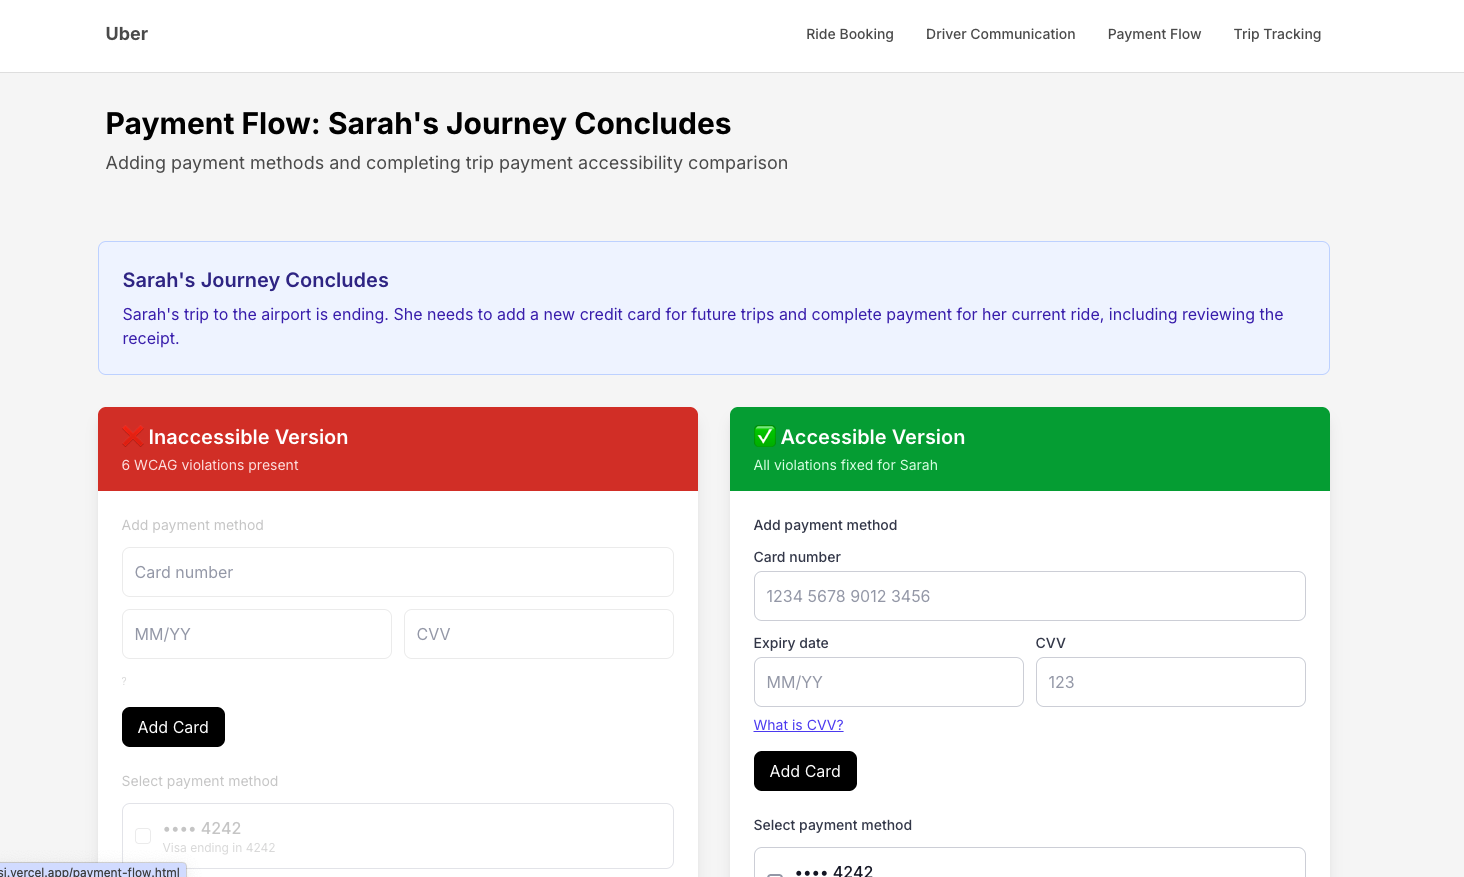 Uber
Ride Booking
Driver Communication
Payment Flow
Trip Tracking
Payment Flow: Sarah's Journey Concludes
Adding payment methods and completing trip payment accessibility comparison
Sarah's Journey Concludes
Sarah's trip to the airport is ending. She needs to add a new credit card for future trips and complete payment for her current ride, including reviewing the
receipt.
❌ Inaccessible Version
6 WCAG violations present
Add payment method
Card number
MM/YY
CVV
?
Add Card
Select payment method
•••• 4242
Visa ending in 4242
✅ Accessible Version
All violations fixed for Sarah
Add payment method
Card number
1234 5678 9012 3456
Expiry date
CVV
MM/YY
123
What is CVV?
Add Card
Select payment method
•••• 4242
si.vercel.app/payment-flow.html